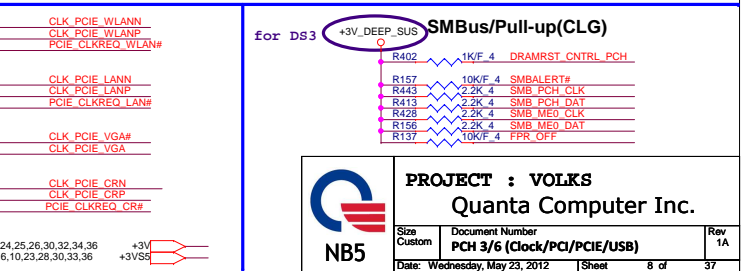 CLK_PCIE_WLANN
CLK_PCIE_WLANP
PCIE_CLKREQ_WLAN#
CLK_PCIE_LANN
CLK_PCIE_LANP
PCIE_CLKREQ_LAN#
CLK_PCIE_VGA#
CLK_PCIE_VGA
CLK_PCIE_CRN
CLK_PCIE_CRP
PCIE_CLKREQ_CR#
24,25,26,30,32,34,36 +3V
6,10,23,28,30,33,36 +3VS5
for DS3 +3V_DEEP_SUS SMBus/Pull-up(CLG)
R402 1K/F_4 DRAMRST_CNTRL_PCH
R157 10K/F_4 SMBALERT#
R443 2.2K_4 SMB_PCH_CLK
R413 2.2K_4 SMB_PCH_DAT
R428 2.2K_4 SMB_ME0_CLK
R156 2.2K_4 SMB_ME0_DAT
R137 10K/F_4 FPR_OFF
NB5
PROJECT : VOLKS
Quanta Computer Inc.
Size Document Number Rev
Custom PCH 3/6 (Clock/PCI/PCIE/USB) 1A
Date: Wednesday, May 23, 2012 Sheet 8 of 37